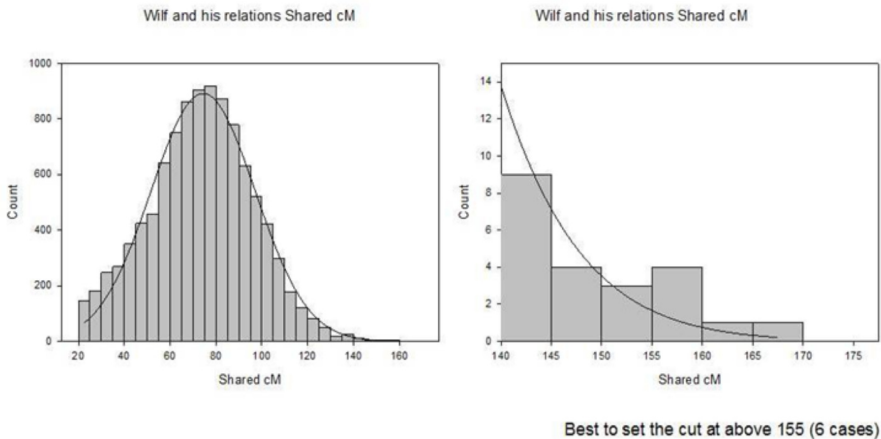 Wilf and his relations Shared cM
1000
800
600
400
200
0
Count
20 40 60 80 100 120 140 160
Shared cM
Wilf and his relations Shared cM
14
12
10
8
6
4
2
0
Count
140 145 150 155 160 165 170 175
Shared cM
Best to set the cut at above 155 (6 cases)